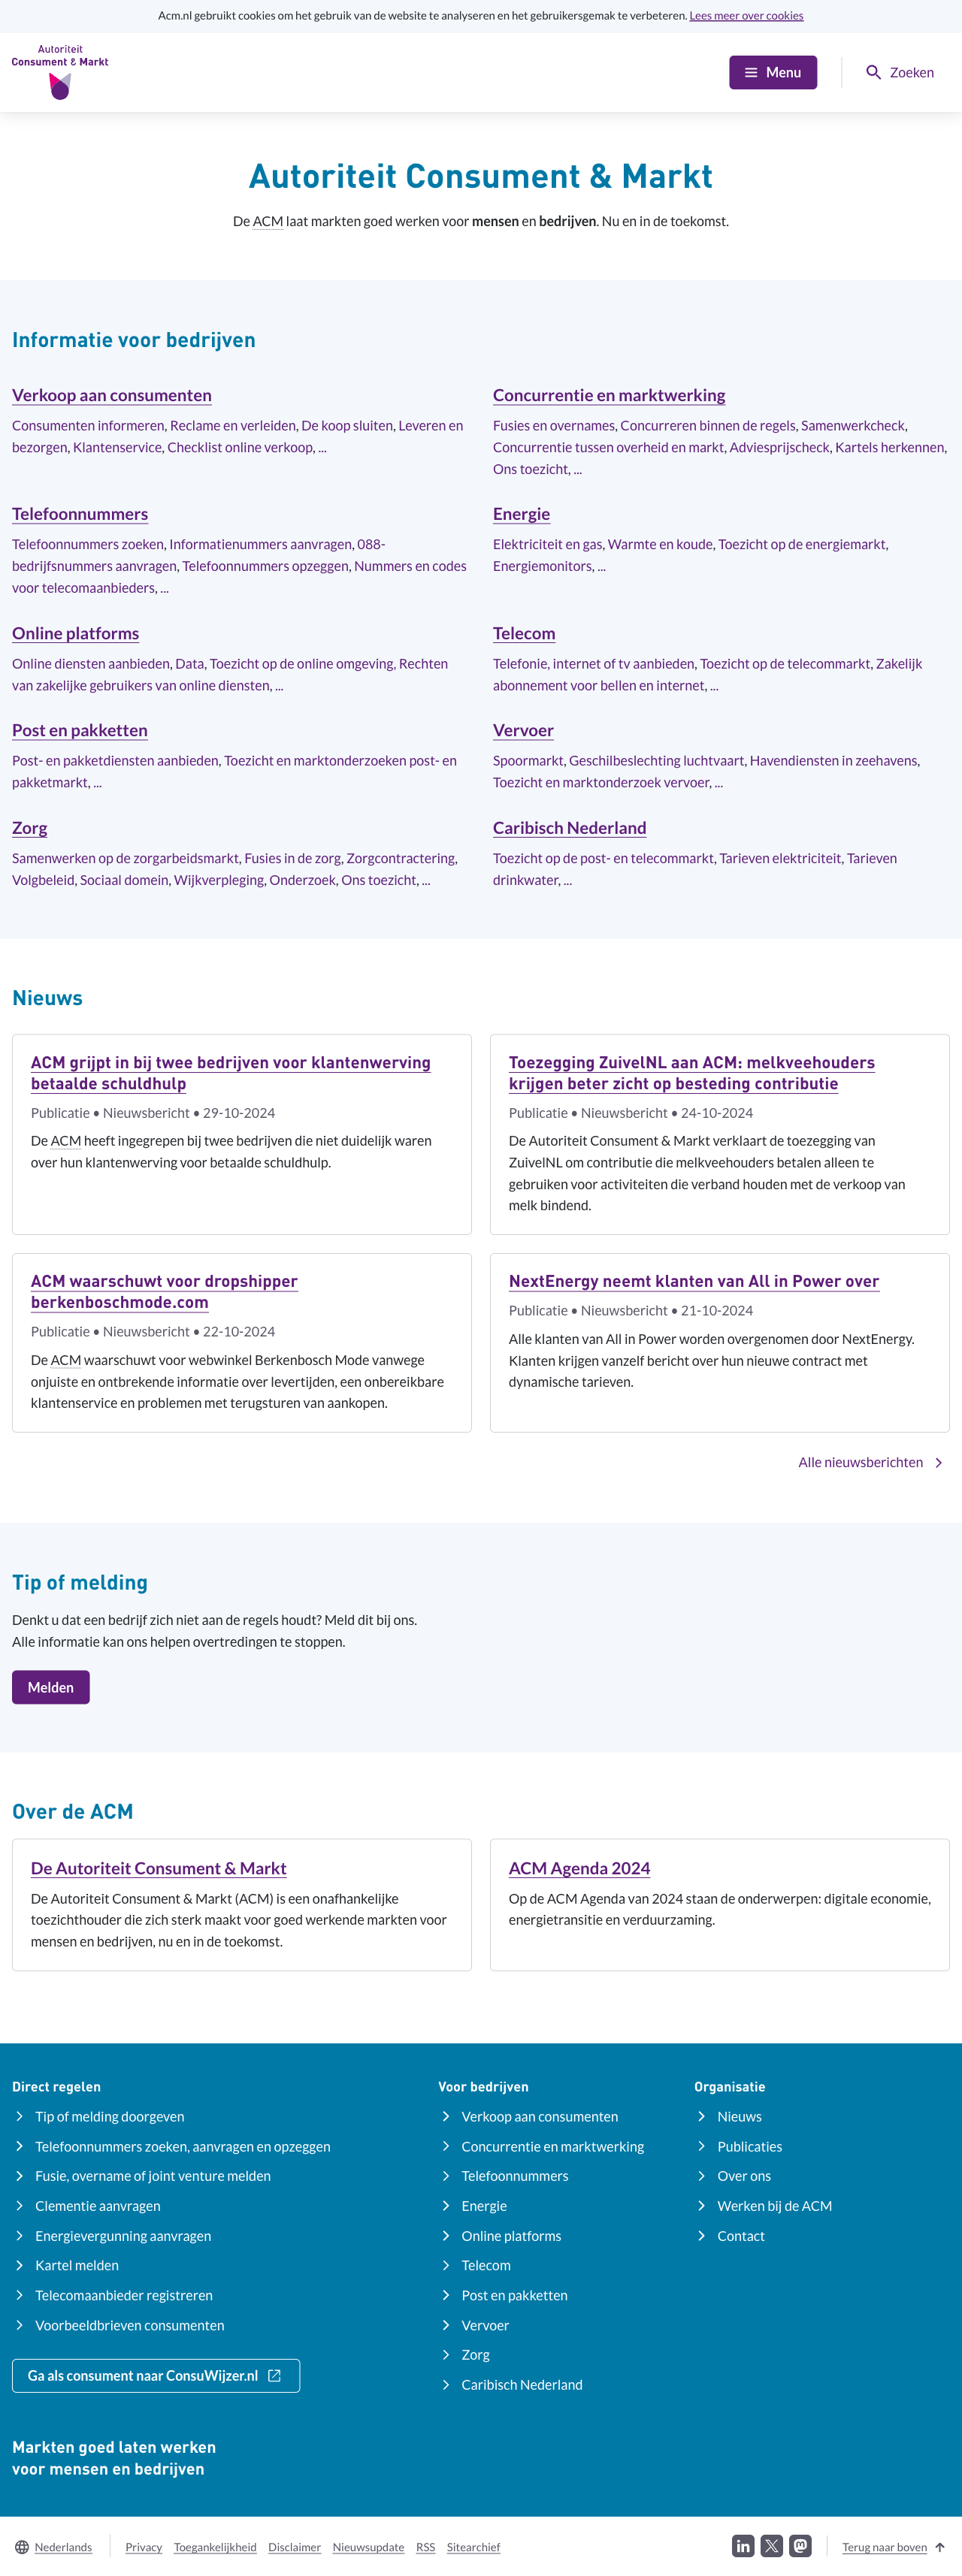 Acm.nl gebruikt cookies om het gebruik van de website te analyseren en het gebruikersgemak te verbeteren. Lees meer over cookies
Autoriteit
Consument & Markt
Menu
Zoeken
Autoriteit Consument & Markt
De ACM laat markten goed werken voor mensen en bedrijven. Nu en in de toekomst.
Informatie voor bedrijven
Verkoop aan consumenten
Consumenten informeren, Reclame en verleiden, De koop sluiten, Leveren en
bezorgen, Klantenservice, Checklist online verkoop, ...
Concurrentie en marktwerking
Fusies en overnames, Concurreren binnen de regels, Samenwerkcheck,
Concurrentie tussen overheid en markt, Adviesprijscheck, Kartels herkennen,
Ons toezicht, ...
Telefoonnummers
Telefoonnummers zoeken, Informatienummers aanvragen, 088-
bedrijfsnummers aanvragen, Telefoonnummers opzeggen, Nummers en codes
voor telecomaanbieders, ...
Energie
Elektriciteit en gas, Warmte en koude, Toezicht op de energiemarkt,
Energiemonitors, ...
Online platforms
Online diensten aanbieden, Data, Toezicht op de online omgeving, Rechten
van zakelijke gebruikers van online diensten, ...
Telecom
Telefonie, internet of tv aanbieden, Toezicht op de telecommarkt, Zakelijk
abonnement voor bellen en internet, ...
Post en pakketten
Post- en pakketdiensten aanbieden, Toezicht en marktonderzoeken post- en
pakketmarkt, ...
Vervoer
Spoormarkt, Geschilbeslechting luchtvaart, Havendiensten in zeehavens,
Toezicht en marktonderzoek vervoer, ...
Zorg
Samenwerken op de zorgarbeidsmarkt, Fusies in de zorg, Zorgcontractering,
Volgbeleid, Sociaal domein, Wijkverpleging, Onderzoek, Ons toezicht, ...
Caribisch Nederland
Toezicht op de post- en telecommarkt, Tarieven elektriciteit, Tarieven
drinkwater, ...
Nieuws
ACM grijpt in bij twee bedrijven voor klantenwerving
betaalde schuldhulp
Publicatie • Nieuwsbericht • 29-10-2024
De ACM heeft ingegrepen bij twee bedrijven die niet duidelijk waren
over hun klantenwerving voor betaalde schuldhulp.
Toezegging ZuivelNL aan ACM: melkveehouders
krijgen beter zicht op besteding contributie
Publicatie • Nieuwsbericht • 24-10-2024
De Autoriteit Consument & Markt verklaart de toezegging van
ZuivelNL om contributie die melkveehouders betalen alleen te
gebruiken voor activiteiten die verband houden met de verkoop van
melk bindend.
ACM waarschuwt voor dropshipper
berkenboschmode.com
Publicatie • Nieuwsbericht • 22-10-2024
De ACM waarschuwt voor webwinkel Berkenbosch Mode vanwege
onjuiste en ontbrekende informatie over levertijden, een onbereikbare
klantenservice en problemen met terugsturen van aankopen.
NextEnergy neemt klanten van All in Power over
Publicatie • Nieuwsbericht • 21-10-2024
Alle klanten van All in Power worden overgenomen door NextEnergy.
Klanten krijgen vanzelf bericht over hun nieuwe contract met
dynamische tarieven.
Alle nieuwsberichten
Tip of melding
Denkt u dat een bedrijf zich niet aan de regels houdt? Meld dit bij ons.
Alle informatie kan ons helpen overtredingen te stoppen.
Melden
Over de ACM
De Autoriteit Consument & Markt
De Autoriteit Consument & Markt (ACM) is een onafhankelijke
toezichthouder die zich sterk maakt voor goed werkende markten voor
mensen en bedrijven, nu en in de toekomst.
ACM Agenda 2024
Op de ACM Agenda van 2024 staan de onderwerpen: digitale economie,
energietransitie en verduurzaming.
Direct regelen
Tip of melding doorgeven
Telefoonnummers zoeken, aanvragen en opzeggen
Fusie, overname of joint venture melden
Clementie aanvragen
Energievergunning aanvragen
Kartel melden
Telecomaanbieder registreren
Voorbeeldbrieven consumenten
Ga als consument naar ConsuWijzer.nl
Voor bedrijven
Verkoop aan consumenten
Concurrentie en marktwerking
Telefoonnummers
Energie
Online platforms
Telecom
Post en pakketten
Vervoer
Zorg
Caribisch Nederland
Organisatie
Nieuws
Publicaties
Over ons
Werken bij de ACM
Contact
Markten goed laten werken
voor mensen en bedrijven
Nederlands
Privacy Toegankelijkheid Disclaimer Nieuwsupdate RSS Sitearchief
Terug naar boven